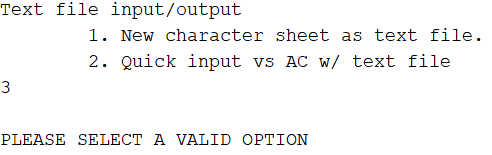 Text file input/output
1. New character sheet as text file.
2. Quick input vs AC w/ text file
3
PLEASE SELECT A VALID OPTION